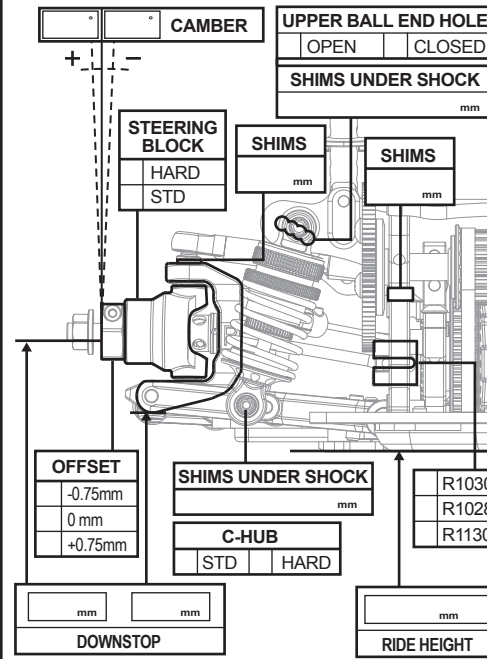 CAMBER
+ −
UPPER BALL END HOLE
OPEN CLOSED
SHIMS UNDER SHOCK
mm
STEERING
BLOCK
HARD
STD
SHIMS
mm
SHIMS
mm
OFFSET
-0.75mm
0 mm
+0.75mm
SHIMS UNDER SHOCK
mm
C-HUB
STD HARD
R1030
R1028
R1130
mm mm
DOWNSTOP
mm
RIDE HEIGHT